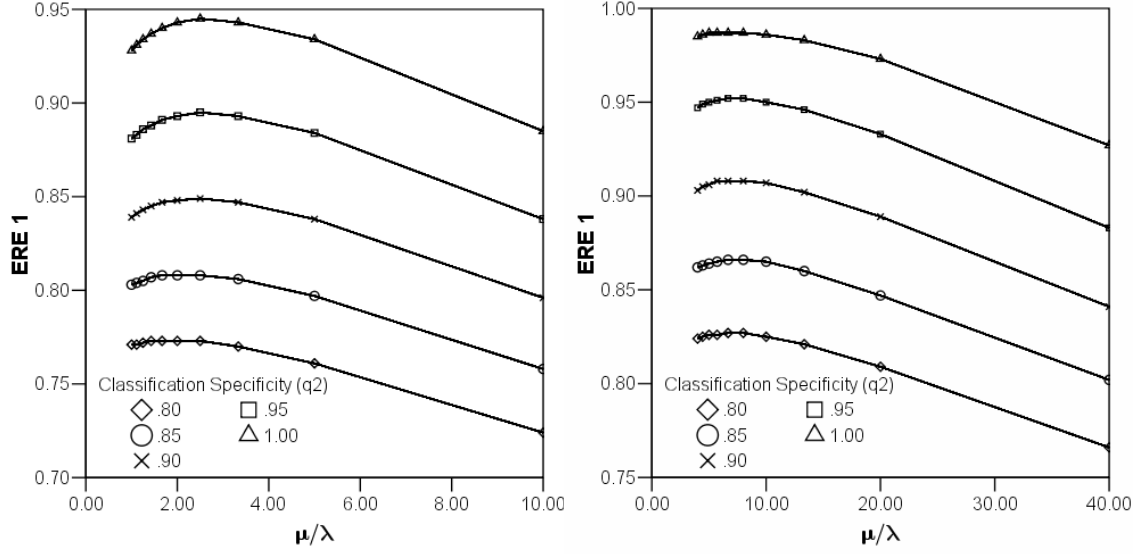 0.95
0.90
0.85
0.80
0.75
0.70
ERE 1
Classification Specificity (q2)
.80 .95
.85 1.00
.90
0.00 2.00 4.00 6.00 8.00 10.00
μ/λ
1.00
0.95
0.90
0.85
0.80
0.75
ERE 1
Classification Specificity (q2)
.80 .95
.85 1.00
.90
0.00 10.00 20.00 30.00 40.00
μ/λ